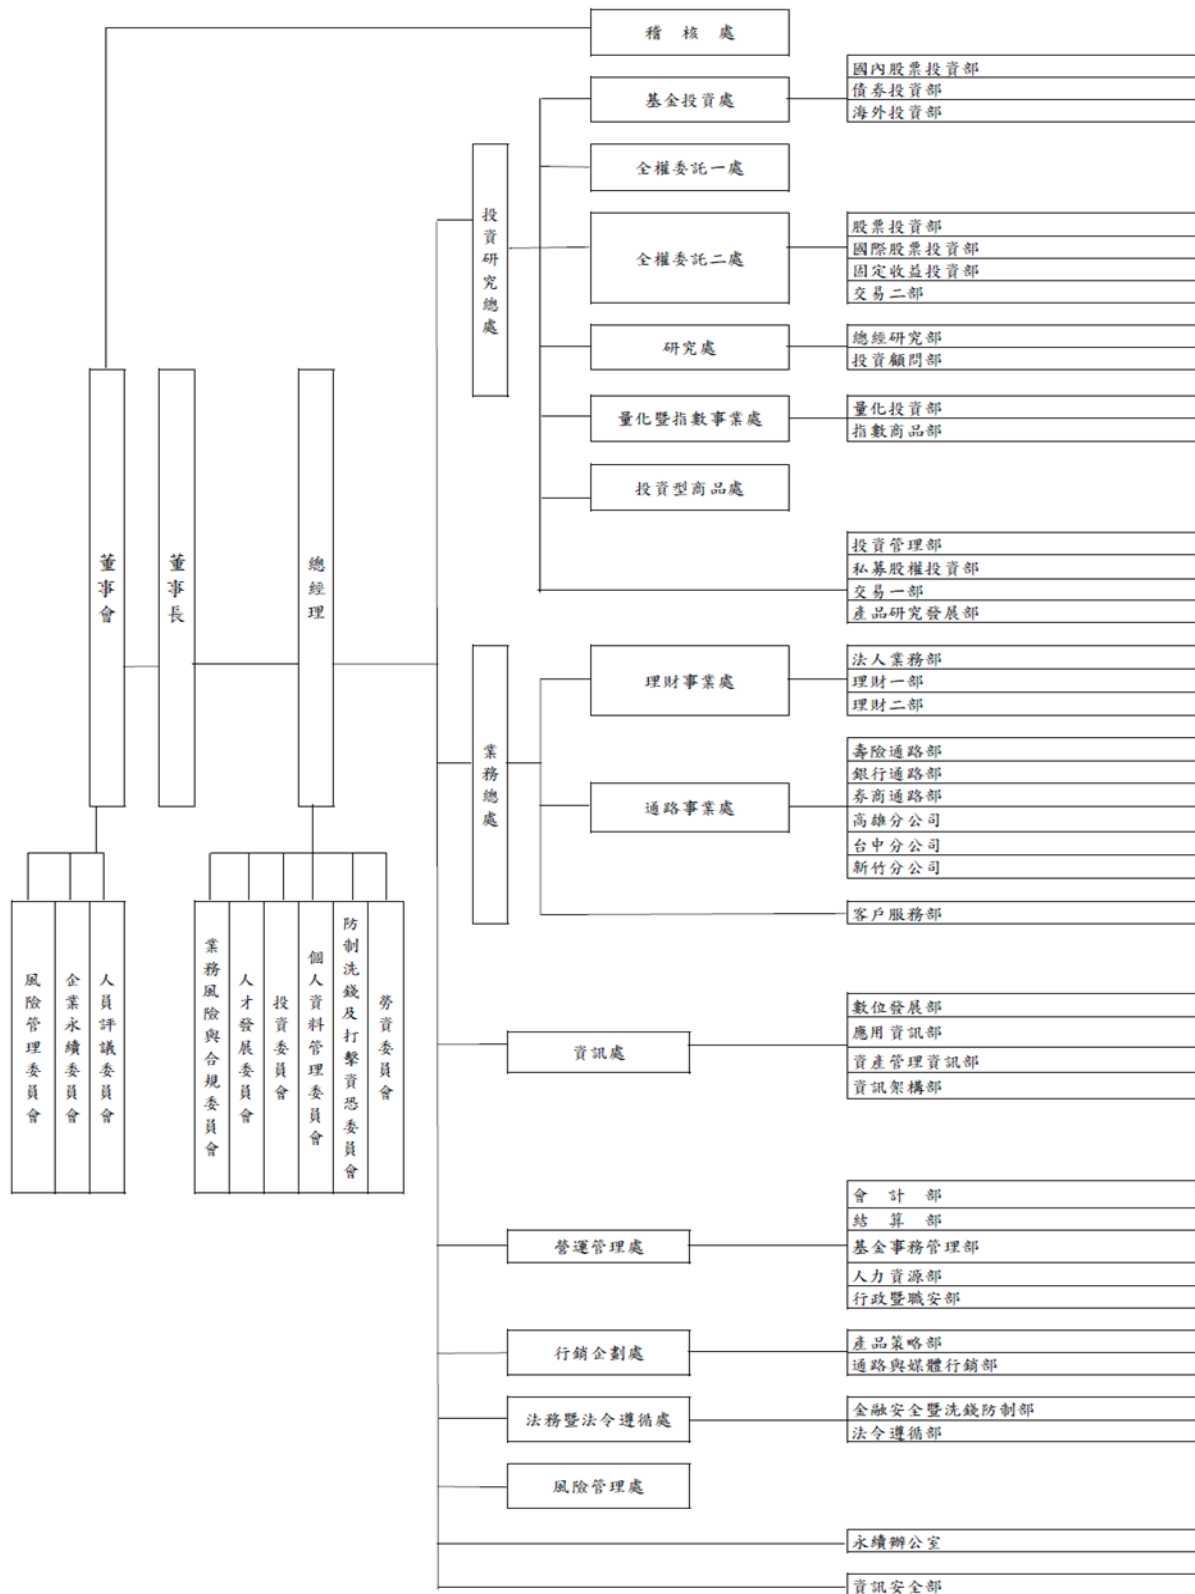 稽核處
基金投資處
國內股票投資部
債券投資部
海外投資部
全權委託一處
投資研究總處
全權委託二處
股票投資部
國際股票投資部
固定收益投資部
交易二部
研究處
總經研究部
投資顧問部
量化暨指數事業處
量化投資部
指數商品部
投資型商品處
投資管理部
私募股權投資部
交易一部
產品研究發展部
董事會
董事長
總經理
業務總處
理財事業處
法人業務部
理財一部
理財二部
通路事業處
壽險通路部
銀行通路部
券商通路部
高雄分公司
台中分公司
新竹分公司
客戶服務部
風險管理委員會
企業永續委員會
人員評議委員會
業務風險與合規委員會
人才發展委員會
投資委員會
個人資料管理委員會
防制洗錢及打擊資恐委員會
勞資委員會
資訊處
數位發展部
應用資訊部
資產管理資訊部
資訊架構部
營運管理處
會計部
結算部
基金事務管理部
人力資源部
行政暨職安部
行銷企劃處
產品策略部
通路與媒體行銷部
法務暨法令遵循處
金融安全暨洗錢防制部
法令遵循部
風險管理處
永續辦公室
資訊安全部